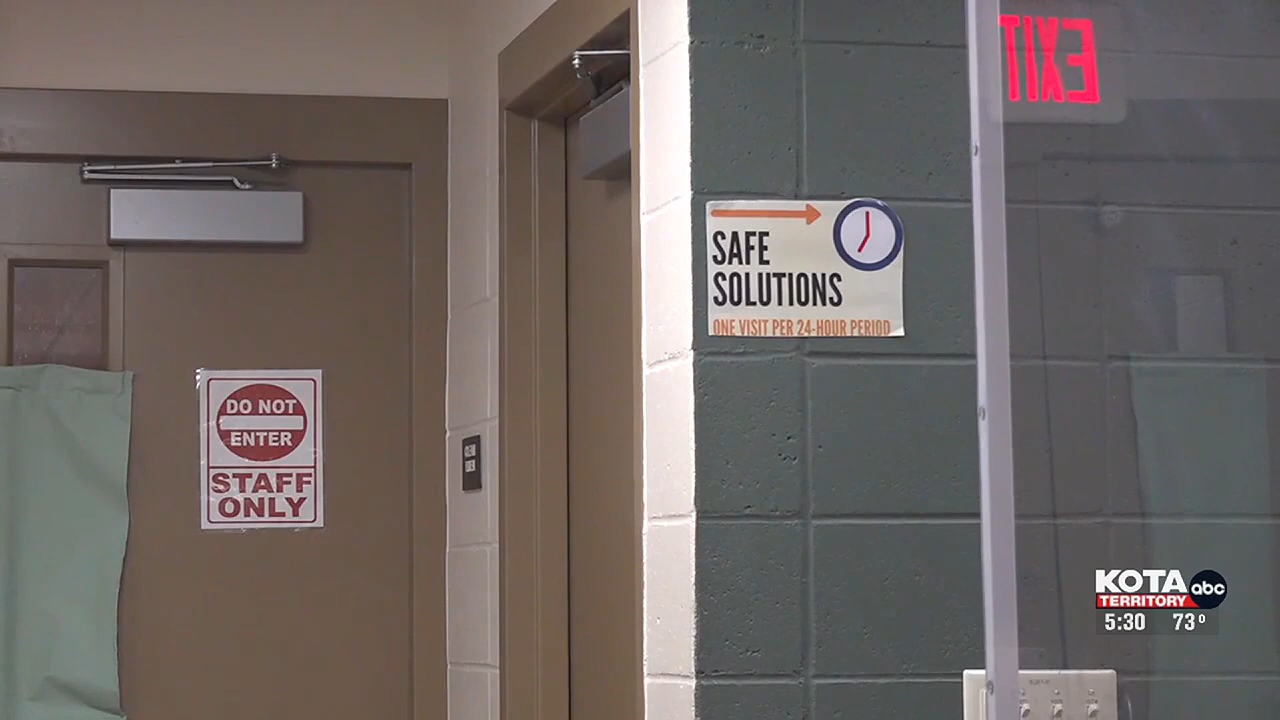 DO NOT
ENTER
STAFF
ONLY
SAFE
SOLUTIONS
ONE VISIT PER 24-HOUR PERIOD
EXIT
KOTA abc
TERRITORY
5:30 73°